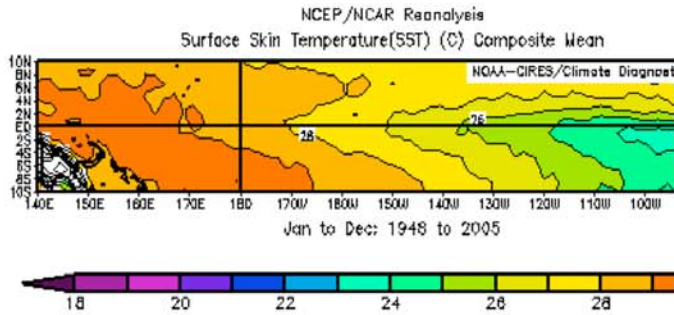 NCEP/NCAR Reanalysis
Surface Skin Temperature(SST) (C) Composite Mean
NOAA-CIRES/Climate Diagnost
10N
8N
6N
4N
2N
EQ
2S
4S
6S
8S
10S
28
26
140E 150E 160E 170E 180 170W 160W 150W 140W 130W 120W 110W 100W
Jan to Dec: 1948 to 2005
18 20 22 24 26 28